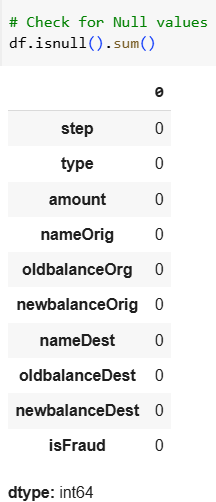 # Check for Null values
df.isnull().sum()
0
step 0
type 0
amount 0
nameOrig 0
oldbalanceOrg 0
newbalanceOrig 0
nameDest 0
oldbalanceDest 0
newbalanceDest 0
isFraud 0
dtype: int64